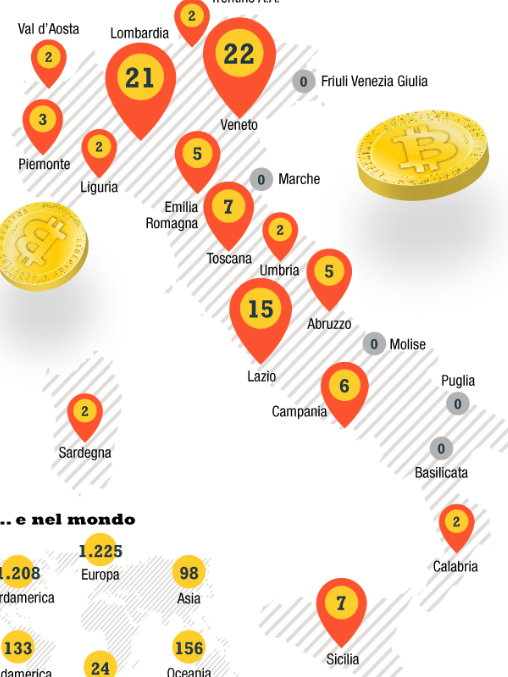 Trentino A.A.
2
Val d'Aosta
2
Lombardia
21
22
Veneto
0 Friuli Venezia Giulia
3
Piemonte
2
Liguria
5
Emilia
Romagna
0 Marche
7
Toscana
2
Umbria
5
Abruzzo
15
Lazio
0 Molise
6
Campania
Puglia
0
0
Basilicata
2
Sardegna
2
Calabria
7
Sicilia
... e nel mondo
1.208
rdamerica
1.225
Europa
98
Asia
133
damerica
24
156
Oceania